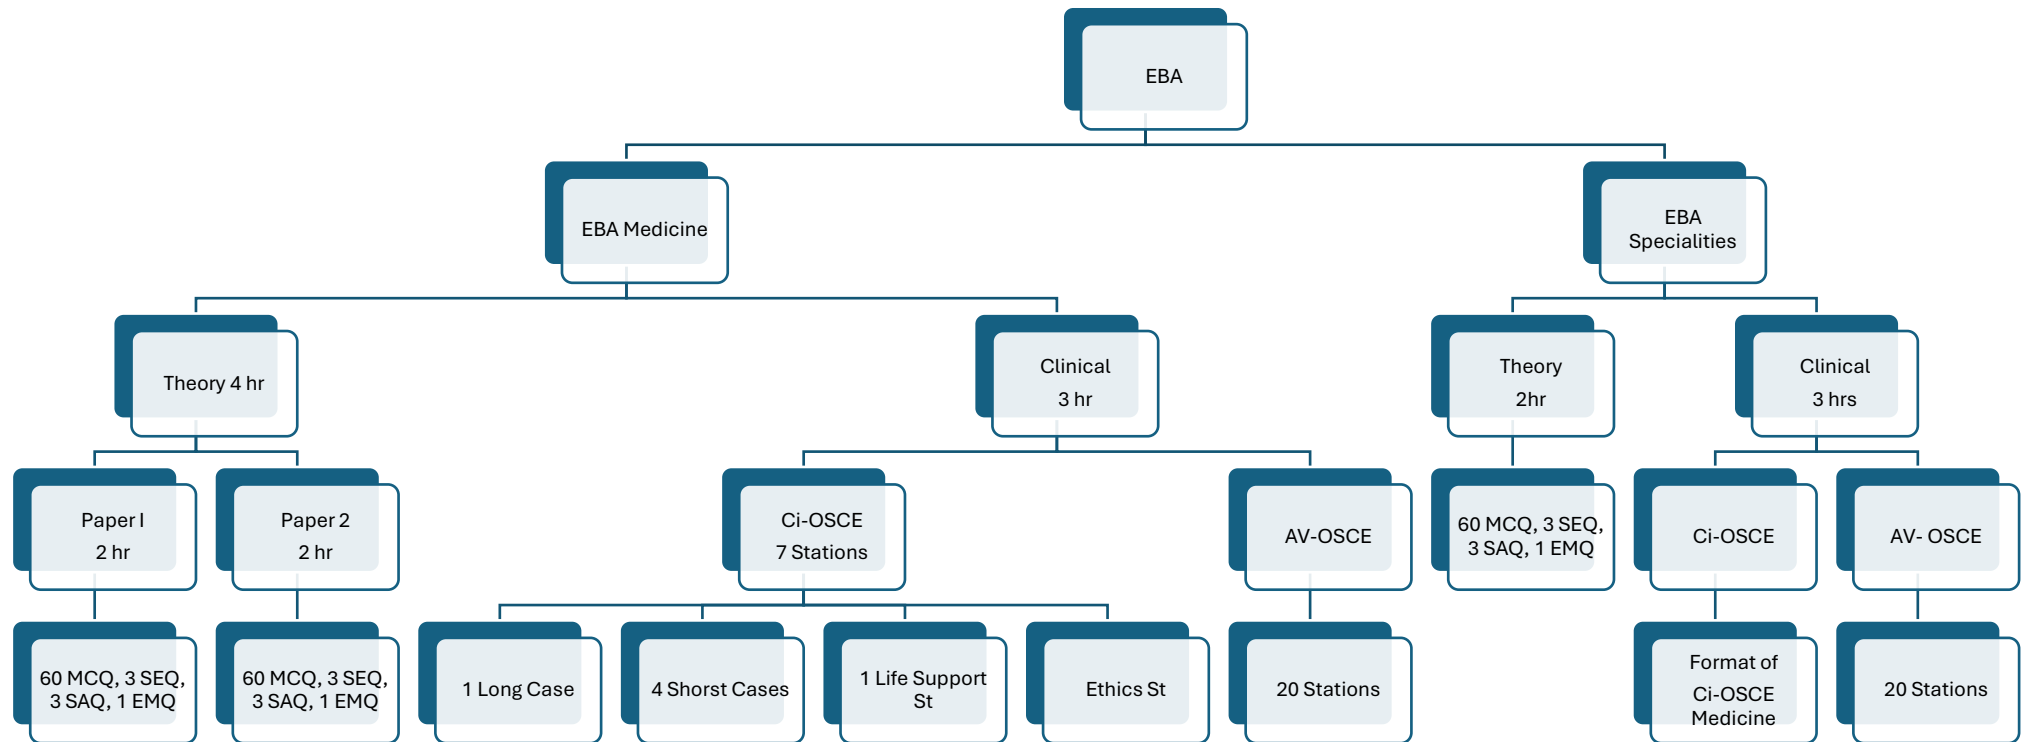 EBA
EBA Medicine
EBA
Specialities
Theory 4 hr
Clinical
3 hr
Theory
2hr
Clinical
3 hrs
Paper I
2 hr
Paper 2
2 hr
Ci-OSCE
7 Stations
AV-OSCE
60 MCQ, 3 SEQ,
3 SAQ, 1 EMQ
Ci-OSCE
AV- OSCE
60 MCQ, 3 SEQ,
3 SAQ, 1 EMQ
60 MCQ, 3 SEQ,
3 SAQ, 1 EMQ
1 Long Case
4 Shorst Cases
1 Life Support
St
Ethics St
20 Stations
Format of
Ci-OSCE
Medicine
20 Stations